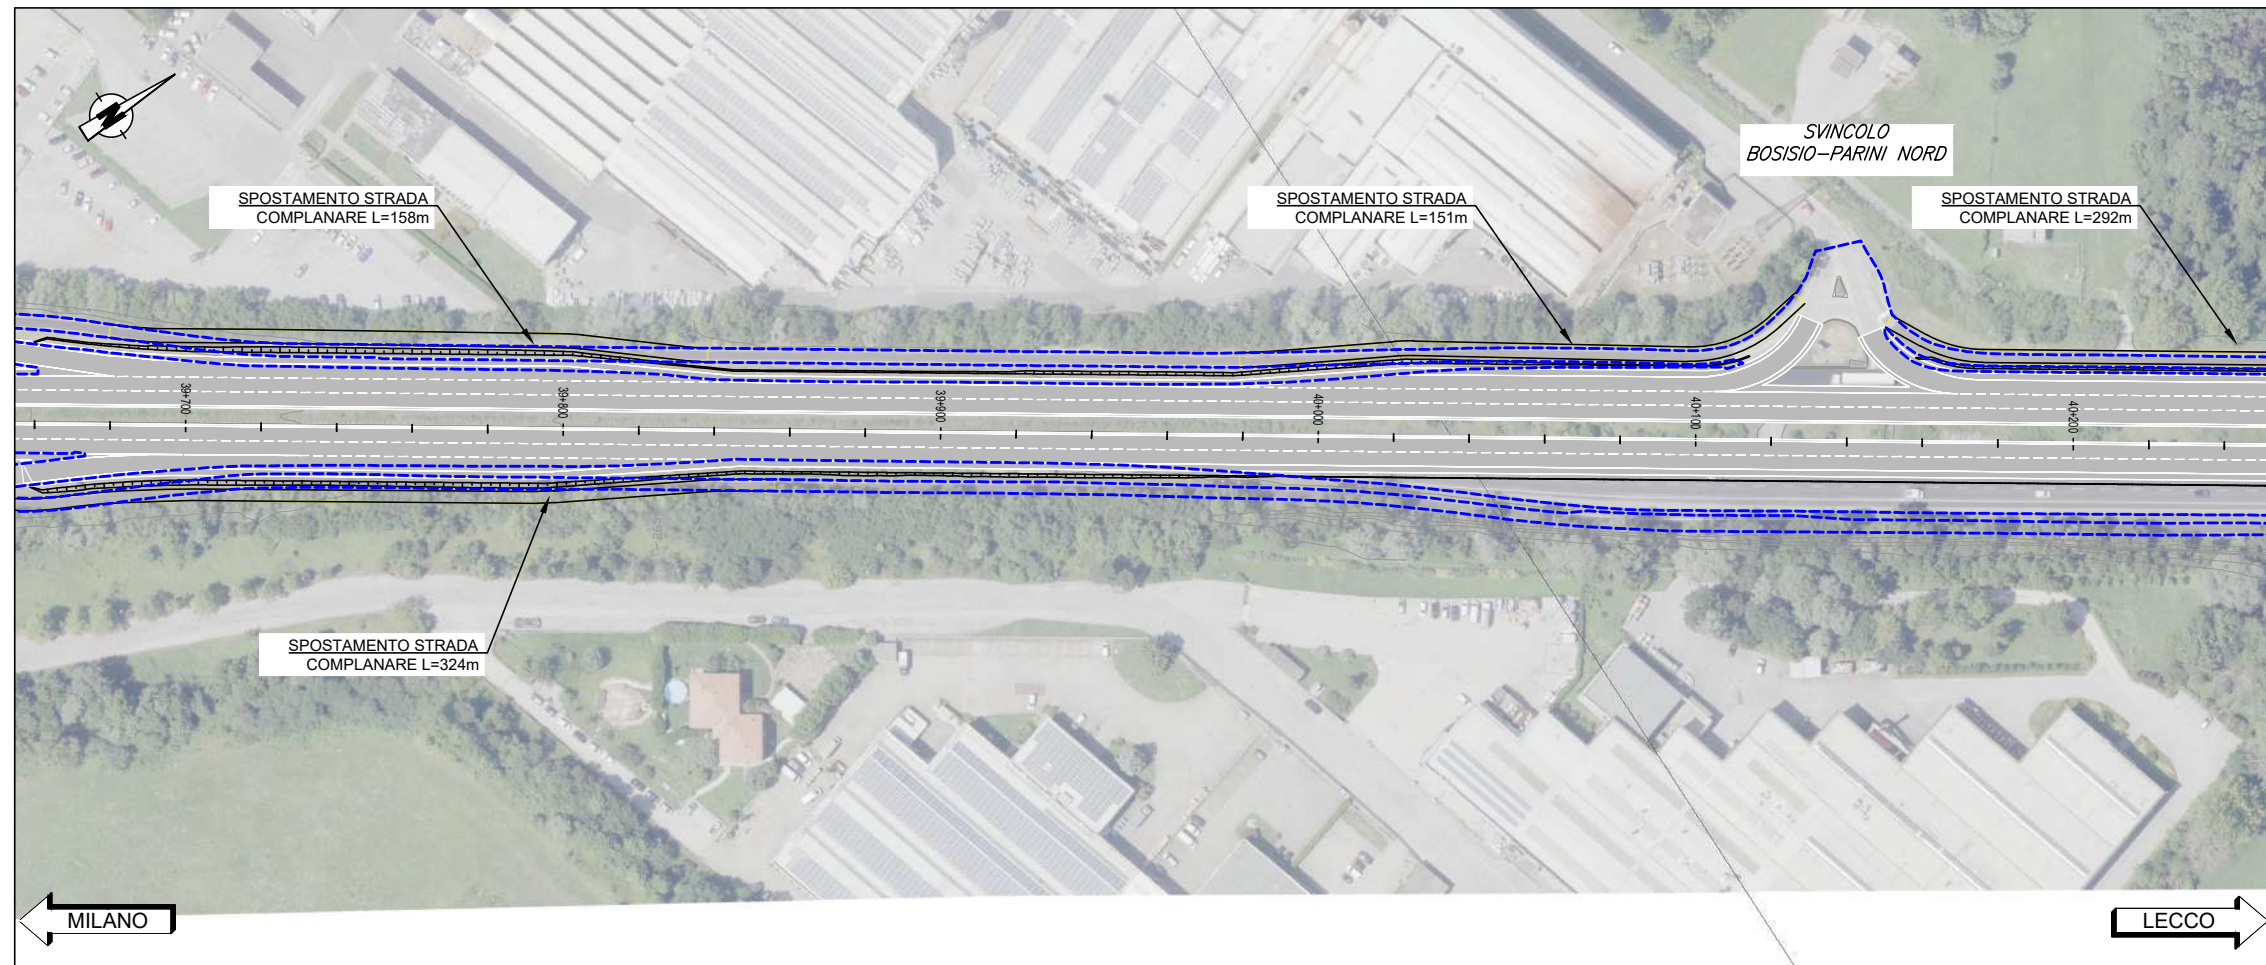 N
SVINCOLO
BOSISIO-PARINI NORD
SPOSTAMENTO STRADA
COMPLANARE L=158m
SPOSTAMENTO STRADA
COMPLANARE L=151m
SPOSTAMENTO STRADA
COMPLANARE L=292m
39+700
39+800
39+900
40+000
40+100
40+200
SPOSTAMENTO STRADA
COMPLANARE L=324m
MILANO
LECCO